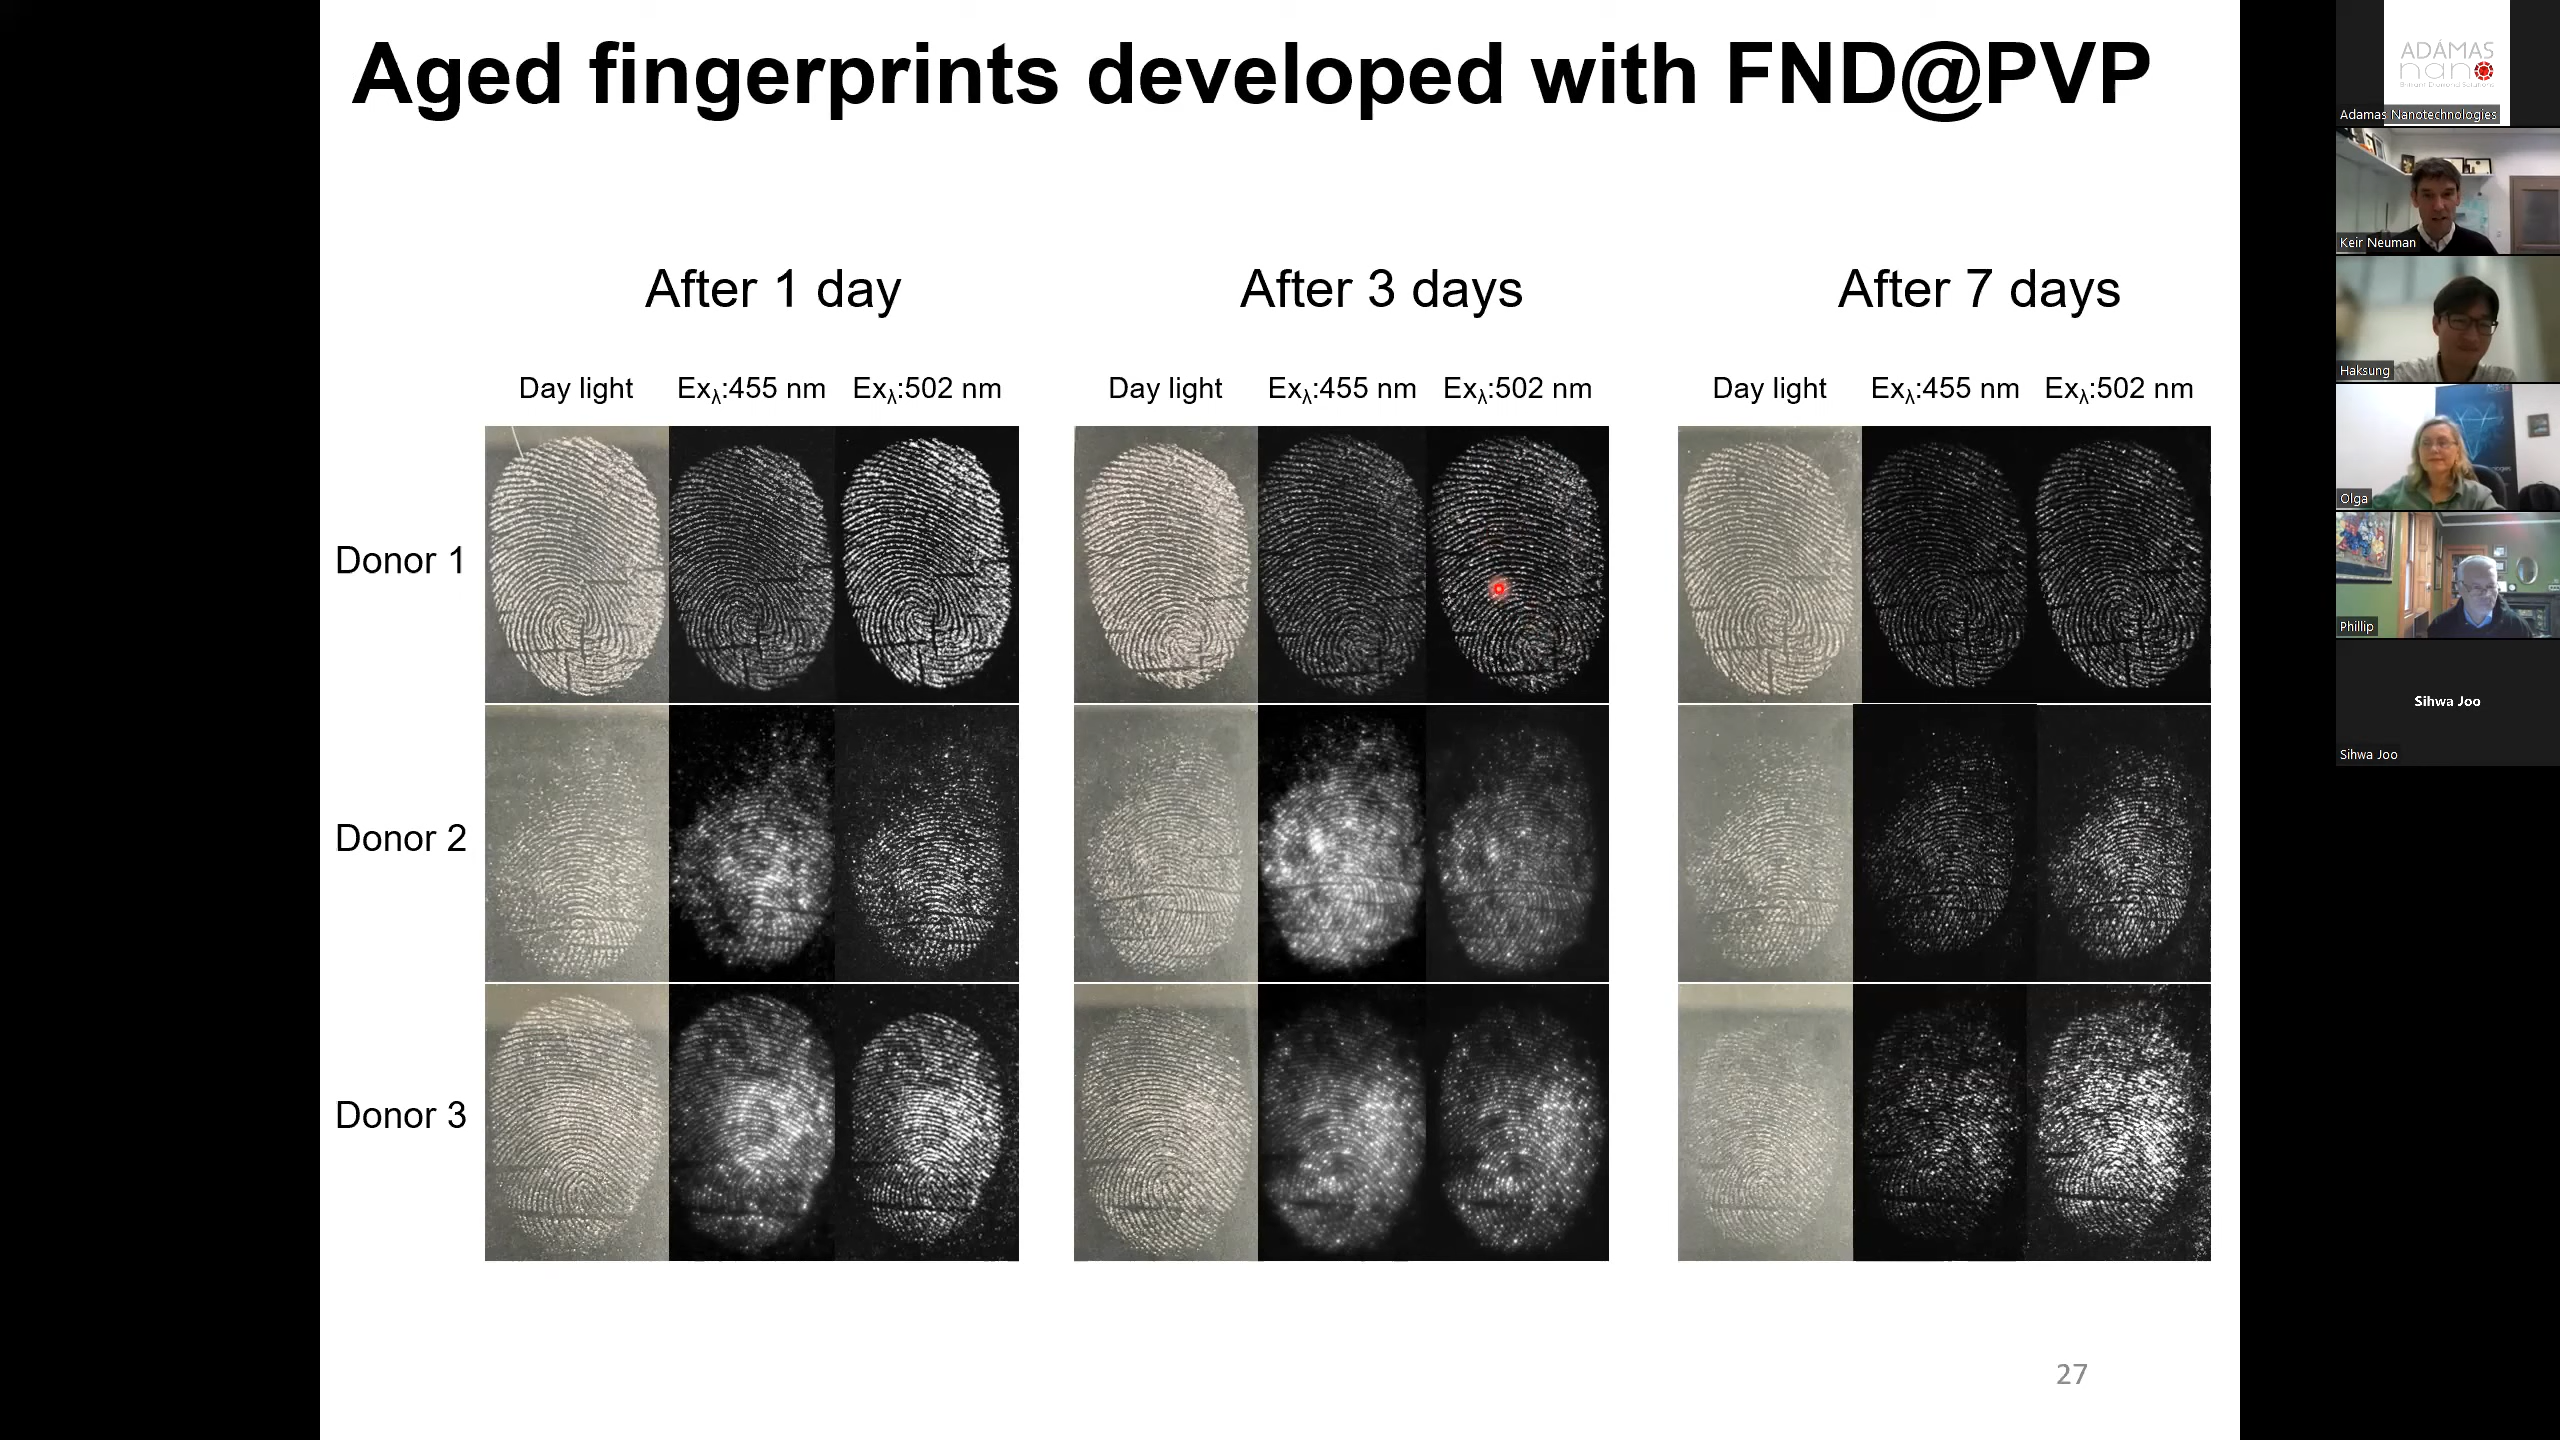 Aged fingerprints developed with FND@PVP
After 1 day
After 3 days
After 7 days
Day light
Exλ:455 nm
Exλ:502 nm
Day light
Exλ:455 nm
Exλ:502 nm
Day light
Exλ:455 nm
Exλ:502 nm
Donor 1
Donor 2
Donor 3
27
ADÁMAS
nano
Adamas Nanotechnologies
Keir Neuman
Haksung
Olga
Phillip
Sihwa Joo
Sihwa Joo